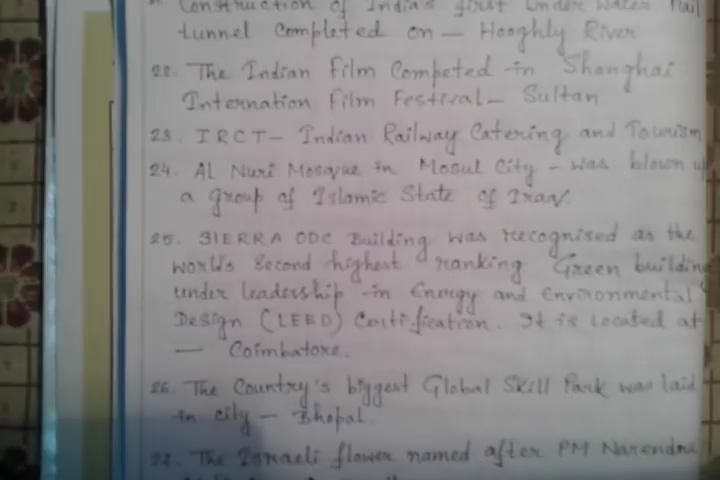 Construction of India's first Under Water Rail
tunnel completed on — Hooghly River
22. The Indian Film Competed in Shanghai
Internation Film Festival — Sultan
23. IRCT — Indian Railway Catering and Tourism
24. AL Nuri Mosque in Mosul City — was blown
a group of Islamic State of Iraq.
25. SIERRA ODC Building was recognised as the
world's Second highest ranking Green building
under leadership in Energy and Environmental
Design (LEED) Certification. It is Located at
— Coimbatore.
26. The Country's biggest Global Skill Park was laid
in city — Bhopal.
27. The Israeli flower named after PM Narendra